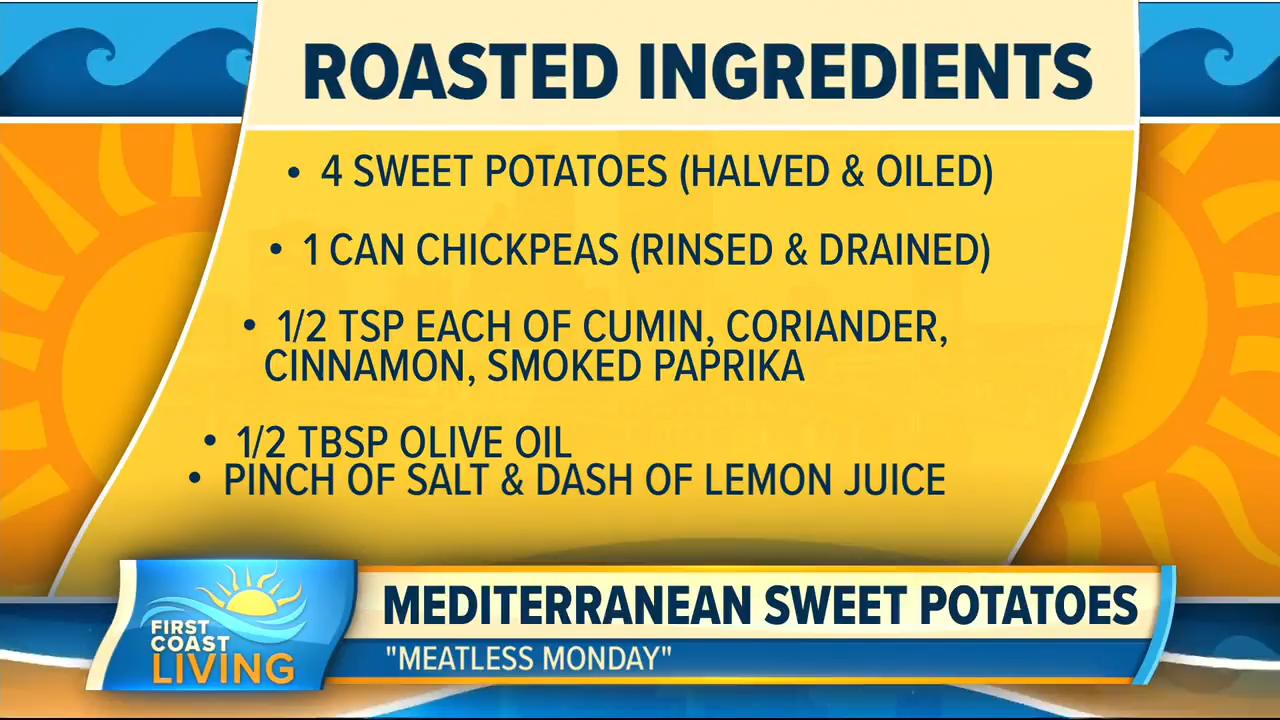 ROASTED INGREDIENTS
• 4 SWEET POTATOES (HALVED & OILED)
• 1 CAN CHICKPEAS (RINSED & DRAINED)
• 1/2 TSP EACH OF CUMIN, CORIANDER,
CINNAMON, SMOKED PAPRIKA
• 1/2 TBSP OLIVE OIL
• PINCH OF SALT & DASH OF LEMON JUICE
MEDITERRANEAN SWEET POTATOES
"MEATLESS MONDAY"
FIRST
COAST
LIVING